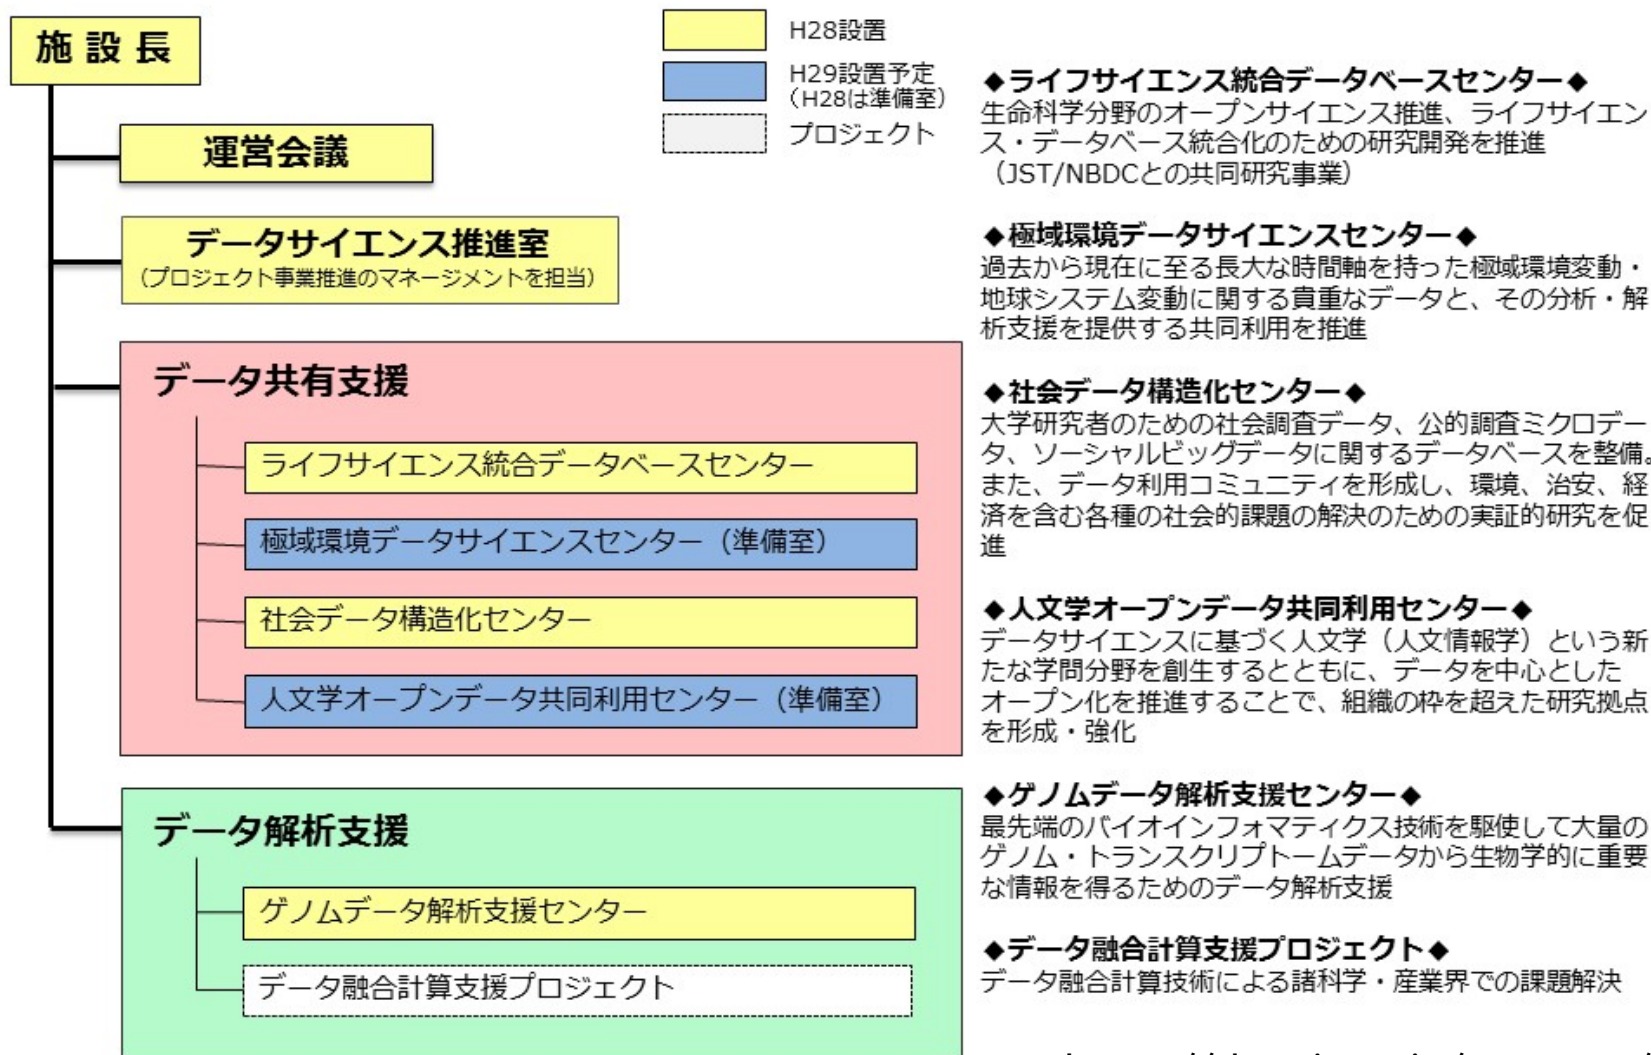 施 設 長
運営会議
データサイエンス推進室
（プロジェクト事業推進のマネージメントを担当）
データ共有支援
ライフサイエンス統合データベースセンター
極域環境データサイエンスセンター（準備室）
社会データ構造化センター
人文学オープンデータ共同利用センター（準備室）
データ解析支援
ゲノムデータ解析支援センター
データ融合計算支援プロジェクト
H28設置
H29設置予定
（H28は準備室）
プロジェクト
◆ライフサイエンス統合データベースセンター◆
生命科学分野のオープンサイエンス推進、ライフサイエン
ス・データベース統合化のための研究開発を推進
（JST/NBDCとの共同研究事業）
◆極域環境データサイエンスセンター◆
過去から現在に至る長大な時間軸を持った極域環境変動・
地球システム変動に関する貴重なデータと、その分析・解
析支援を提供する共同利用を推進
◆社会データ構造化センター◆
大学研究者のための社会調査データ、公的調査ミクロデー
タ、ソーシャルビッグデータに関するデータベースを整備。
また、データ利用コミュニティを形成し、環境、治安、経
済を含む各種の社会的課題の解決のための実証的研究を促
進
◆人文学オープンデータ共同利用センター◆
データサイエンスに基づく人文学（人文情報学）という新
たな学問分野を創生するとともに、データを中心とした
オープン化を推進することで、組織の枠を超えた研究拠点
を形成・強化
◆ゲノムデータ解析支援センター◆
最先端のバイオインフォマティクス技術を駆使して大量の
ゲノム・トランスクリプトームデータから生物学的に重要
な情報を得るためのデータ解析支援
◆データ融合計算支援プロジェクト◆
データ融合計算技術による諸科学・産業界での課題解決